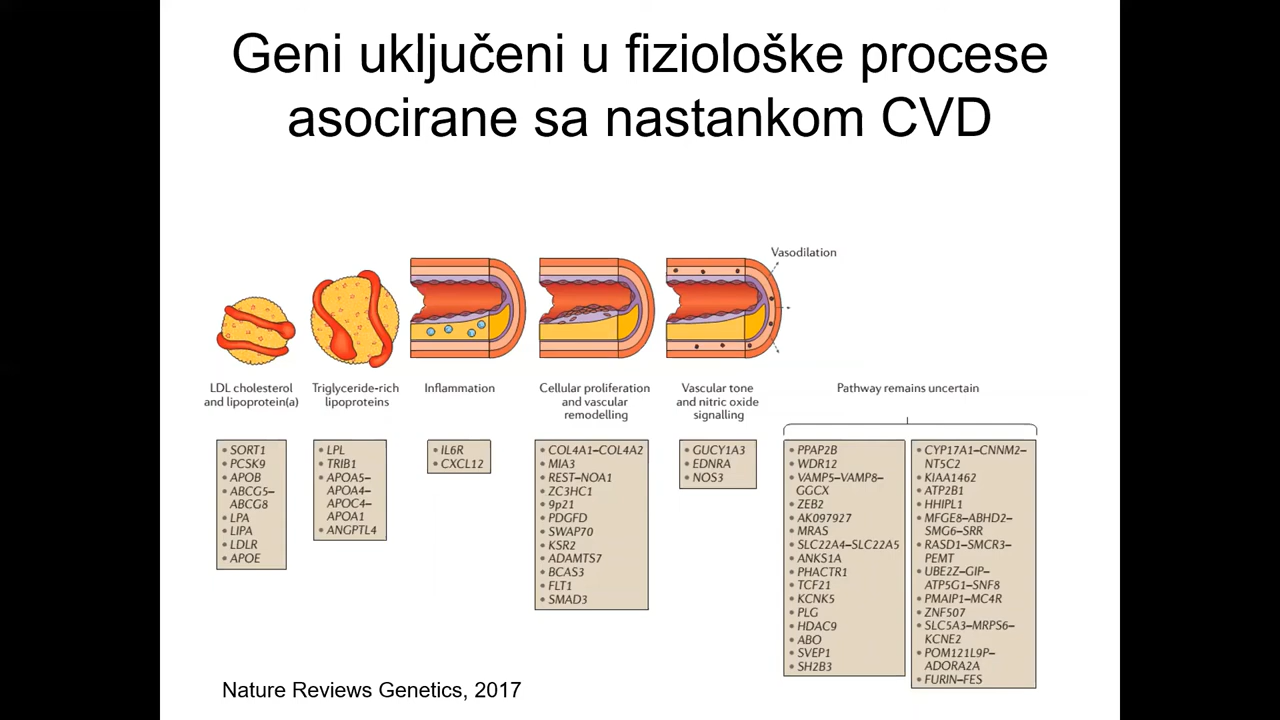 Geni uključeni u fiziološke procese
asocirane sa nastankom CVD
Vasodilation
LDL cholesterol
and lipoprotein(a)
Triglyceride-rich
lipoproteins
Inflammation
Cellular proliferation
and vascular
remodelling
Vascular tone
and nitric oxide
signalling
Pathway remains uncertain
• SORT1
• PCSK9
• APOB
• ABCG5–
ABCG8
• LPA
• LIPA
• LDLR
• APOE
• LPL
• TRIB1
• APOA5–
APOA4–
APOC4–
APOA1
• ANGPTL4
• IL6R
• CXCL12
• COL4A1–COL4A2
• MIA3
• REST–NOA1
• ZC3HC1
• 9p21
• PDGFD
• SWAP70
• KSR2
• ADAMTS7
• BCAS3
• FLT1
• SMAD3
• GUCY1A3
• EDNRA
• NOS3
• PPAP2B
• WDR12
• VAMP5–VAMP8–
GGCX
• ZEB2
• AK097927
• MRAS
• SLC22A4–SLC22A5
• ANKS1A
• PHACTR1
• TCF21
• KCNK5
• PLG
• HDAC9
• ABO
• SVEP1
• SH2B3
• CYP17A1–CNNM2–
NT5C2
• KIAA1462
• ATP2B1
• HHIPL1
• MFGE8–ABHD2–
SMG6–SRR
• RASD1–SMCR3–
PEMT
• UBE2Z–GIP–
ATP5G1–SNF8
• PMAIP1–MC4R
• ZNF507
• SLC5A3–MRPS6–
KCNE2
• POM121L9P–
ADORA2A
• FURIN–FES
Nature Reviews Genetics, 2017